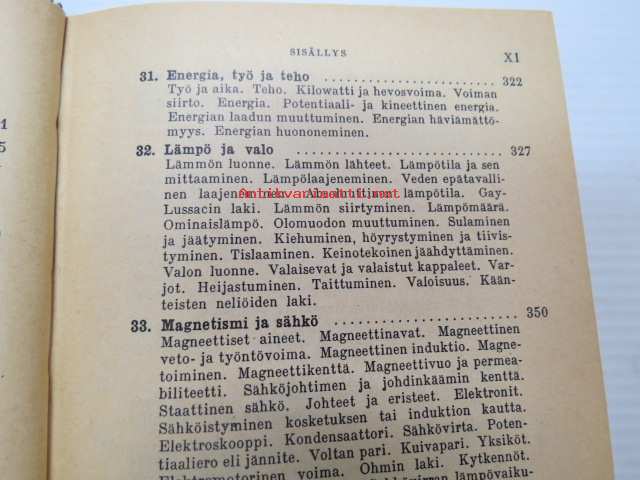 SISÄLLYS XI
31. Energia, työ ja teho ........................ 322
Työ ja aika. Teho. Kilowatti ja hevosvoima. Voiman
siirto. Energia. Potentiaali- ja kineettinen energia.
Energian laadun muuttuminen. Energian häviämättö-
myys. Energian huononeminen.
32. Lämpö ja valo ............................ 327
Lämmön luonne. Lämmön lähteet. Lämpötila ja sen
mittaaminen. Lämpölaajeneminen. Veden epätavalli-
nen laajeneminen. Absoluuttinen lämpötila. Gay-
Lussacin laki. Lämmön siirtyminen. Lämpömäärä.
Ominaislämpö. Olomuodon muuttuminen. Sulaminen
ja jäätyminen. Kiehuminen, höyrystyminen ja tiivis-
tyminen. Tislaaminen. Keinotekoinen jäähdyttäminen.
Valon luonne. Valaisevat ja valaistut kappaleet. Var-
jot. Heijastuminen. Taittuminen. Valoisuus. Kään-
teisten neliöiden laki.
33. Magnetismi ja sähkö ........................ 350
Magneettiset aineet. Magneettinavat. Magneettinen
veto- ja työntövoima. Magneettinen induktio. Magne-
toiminen. Magneettikenttä. Magneettivuo ja permea-
biliteetti. Sähköjohtimen ja johdinkäämin kenttä.
Staattinen sähkö. Johteet ja eristeet. Elektronit.
Sähköistyminen kosketuksen tai induktion kautta.
Elektroskooppi. Kondensaattori. Sähkövirta. Poten-
tiaaliero eli jännite. Voltan pari. Kuivapari. Yksiköt.
Elektromotorinen voima. Ohmin laki. Kytkennöt.
lämpövaiku-
1
5